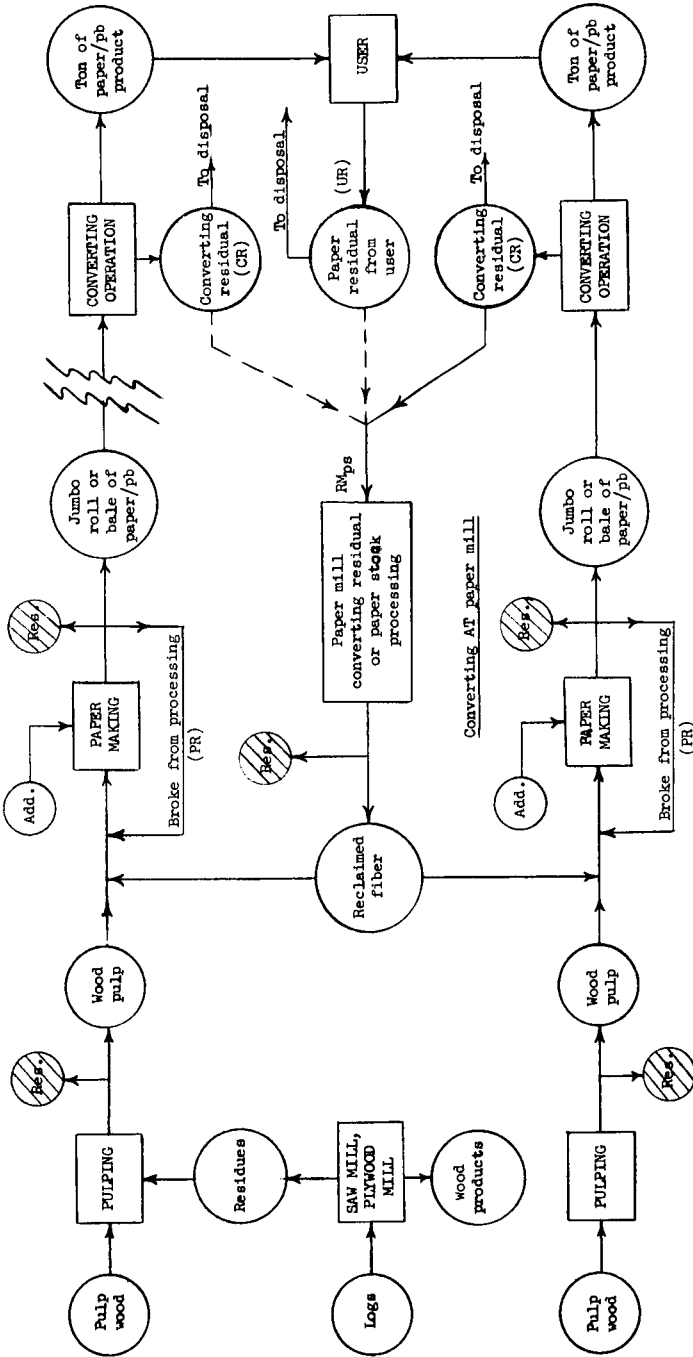 Pulp
wood
PULPING
Res.
Wood
pulp
Add.
PAPER
MAKING
Res.
Broke from processing
(PR)
Jumbo
roll or
bale of
paper/pb
CONVERTING
OPERATION
Ton of
paper/pb
product
Converting
residual
(CR)
To disposal
Logs
SAW MILL,
PLYWOOD
MILL
Residues
Wood
products
Reclaimed
fiber
Res.
Paper mill
converting residual
or paper stock
processing
RMps
To disposal
Paper
residual
from
user
(UR)
USER
Converting AT paper mill
Pulp
wood
PULPING
Res.
Wood
pulp
Add.
PAPER
MAKING
Res.
Broke from processing
(PR)
Jumbo
roll or
bale of
paper/pb
CONVERTING
OPERATION
Converting
residual
(CR)
To disposal
Ton of
paper/pb
product